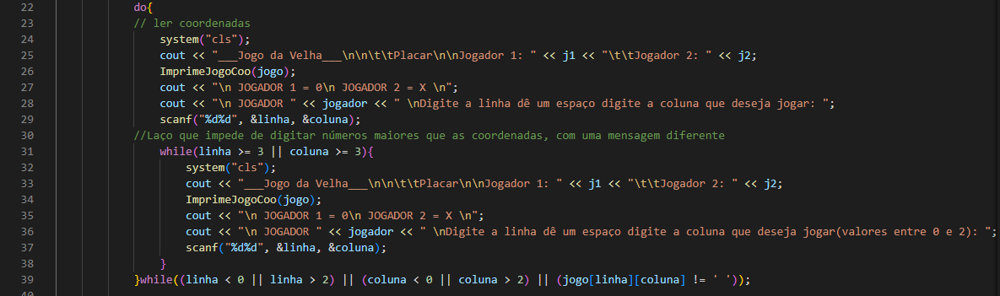 22 do{
23 // ler coordenadas
24 system("cls");
25 cout << "___Jogo da Velha___\n\n\t\tPlacar\n\nJogador 1: " << j1 << "\t\tJogador 2: " << j2;
26 ImprimeJogoCoo(jogo);
27 cout << "\n JOGADOR 1 = 0\n JOGADOR 2 = X \n";
28 cout << "\n JOGADOR " << jogador << " \nDigite a linha dê um espaço digite a coluna que deseja jogar: ";
29 scanf("%d%d", &linha, &coluna);
30 //Laço que impede de digitar números maiores que as coordenadas, com uma mensagem diferente
31 while(linha >= 3 || coluna >= 3){
32 system("cls");
33 cout << "___Jogo da Velha___\n\n\t\tPlacar\n\nJogador 1: " << j1 << "\t\tJogador 2: " << j2;
34 ImprimeJogoCoo(jogo);
35 cout << "\n JOGADOR 1 = 0\n JOGADOR 2 = X \n";
36 cout << "\n JOGADOR " << jogador << " \nDigite a linha dê um espaço digite a coluna que deseja jogar(valores entre 0 e 2): ";
37 scanf("%d%d", &linha, &coluna);
38 }
39 }while((linha < 0 || linha > 2) || (coluna < 0 || coluna > 2) || (jogo[linha][coluna] != ' '));
40